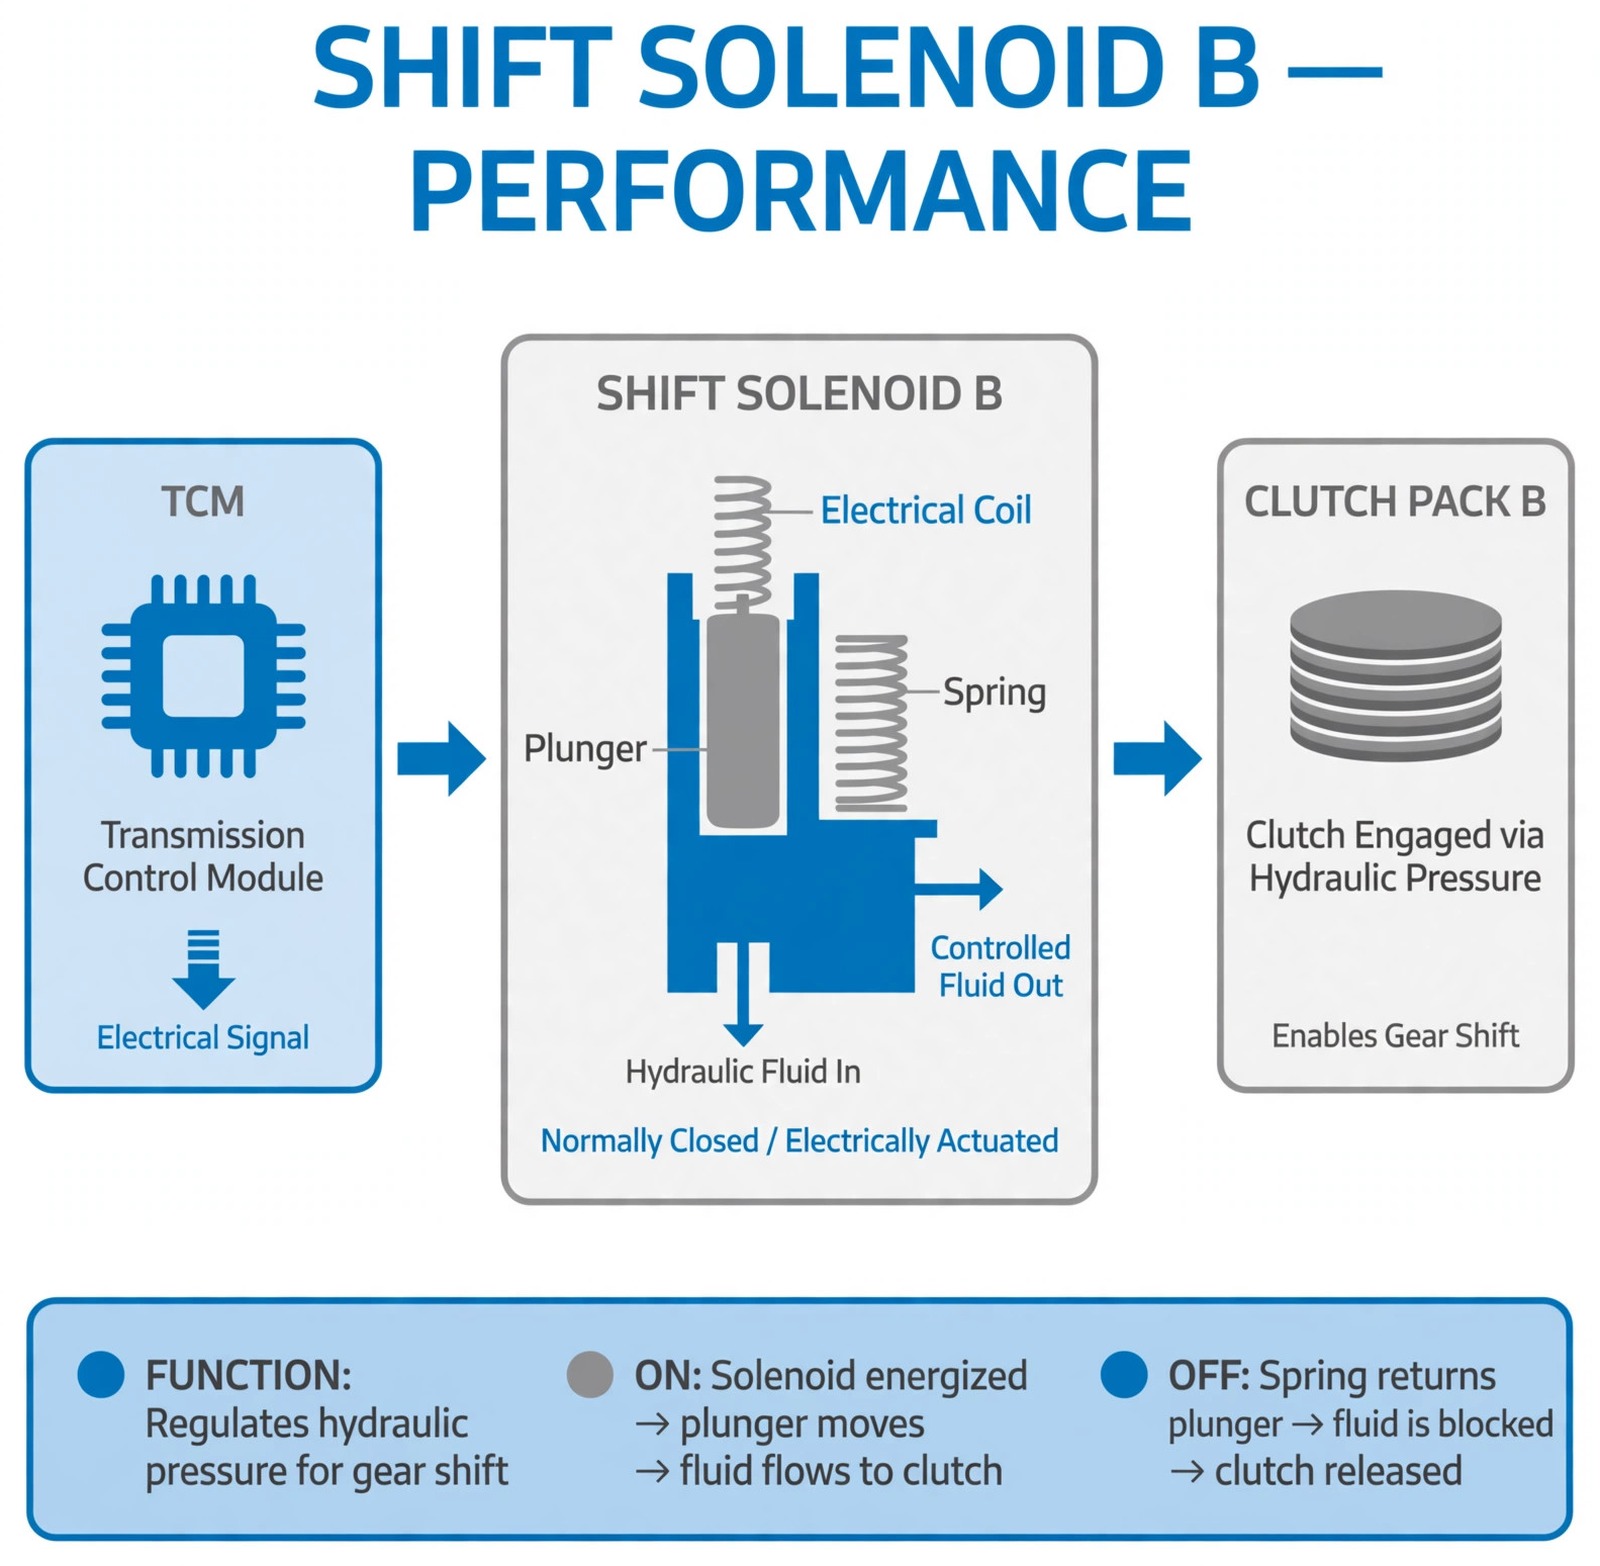 SHIFT SOLENOID B —
PERFORMANCE
TCM
Transmission
Control Module
Electrical Signal
SHIFT SOLENOID B
Electrical Coil
Spring
Plunger
Controlled
Fluid Out
Hydraulic Fluid In
Normally Closed / Electrically Actuated
CLUTCH PACK B
Clutch Engaged via
Hydraulic Pressure
Enables Gear Shift
FUNCTION:
Regulates hydraulic
pressure for gear shift
ON: Solenoid energized
→ plunger moves
→ fluid flows to clutch
OFF: Spring returns
plunger → fluid is blocked
→ clutch released